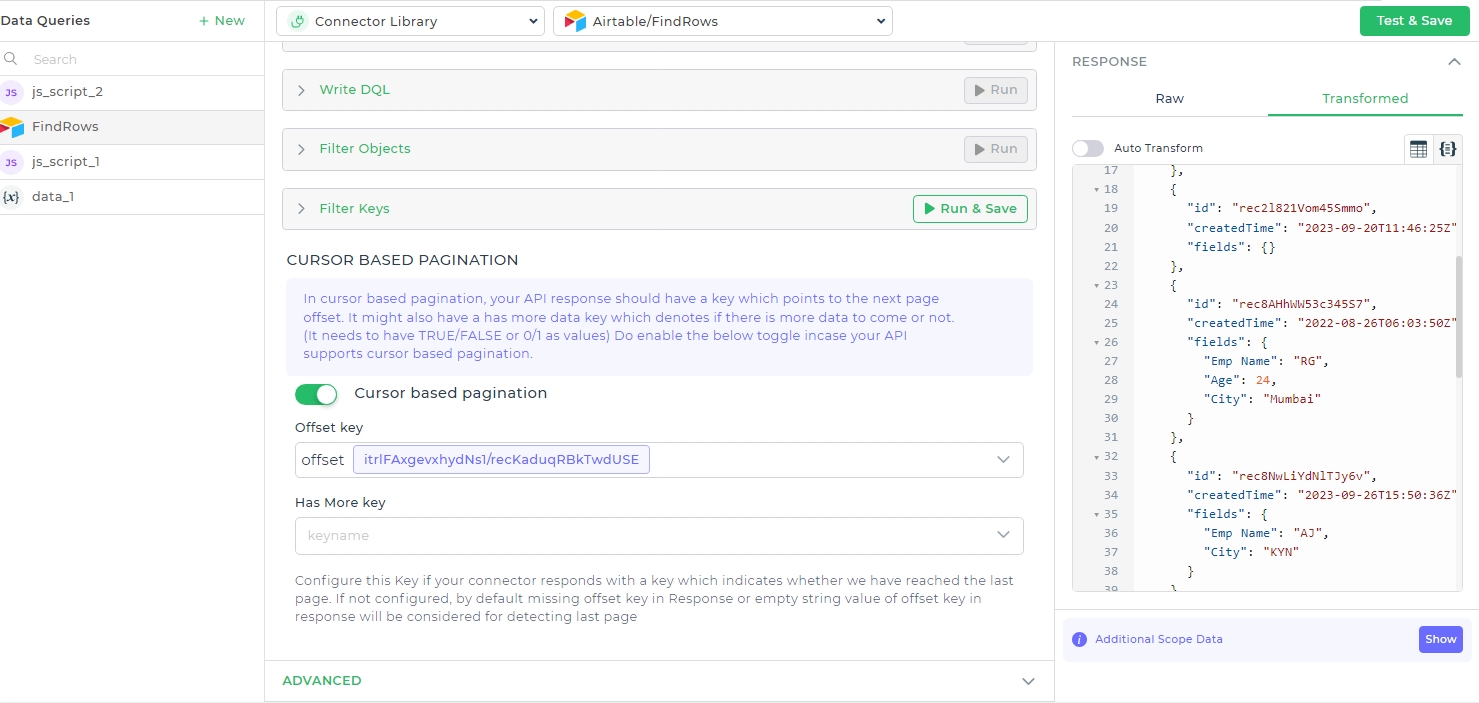 Data Queries
+ New
Search
JS js_script_2
FindRows
JS js_script_1
{x} data_1
Connector Library
Airtable/FindRows
Test & Save
Write DQL
Run
Filter Objects
Run
Filter Keys
Run & Save
CURSOR BASED PAGINATION
In cursor based pagination, your API response should have a key which points to the next page
offset. It might also have a has more data key which denotes if there is more data to come or not.
(It needs to have TRUE/FALSE or 0/1 as values) Do enable the below toggle incase your API
supports cursor based pagination.
Cursor based pagination
Offset key
offset itrlFAxgevxhydNs1/recKaduqRBkTwdUSE
Has More key
keyname
Configure this Key if your connector responds with a key which indicates whether we have reached the last
page. If not configured, by default missing offset key in Response or empty string value of offset key in
response will be considered for detecting last page
ADVANCED
RESPONSE
Raw
Transformed
Auto Transform
17 },
18 {
19 "id": "rec2l821Vom45Smmo",
20 "createdTime": "2023-09-20T11:46:25Z"
21 "fields": {}
22 },
23 {
24 "id": "rec8AHhWW53c345S7",
25 "createdTime": "2022-08-26T06:03:50Z"
26 "fields": {
27 "Emp Name": "RG",
28 "Age": 24,
29 "City": "Mumbai"
30 }
31 },
32 {
33 "id": "rec8NwLiYdNlTJy6v",
34 "createdTime": "2023-09-26T15:50:36Z"
35 "fields": {
36 "Emp Name": "AJ",
37 "City": "KYN"
38 }
39 }
Additional Scope Data
Show